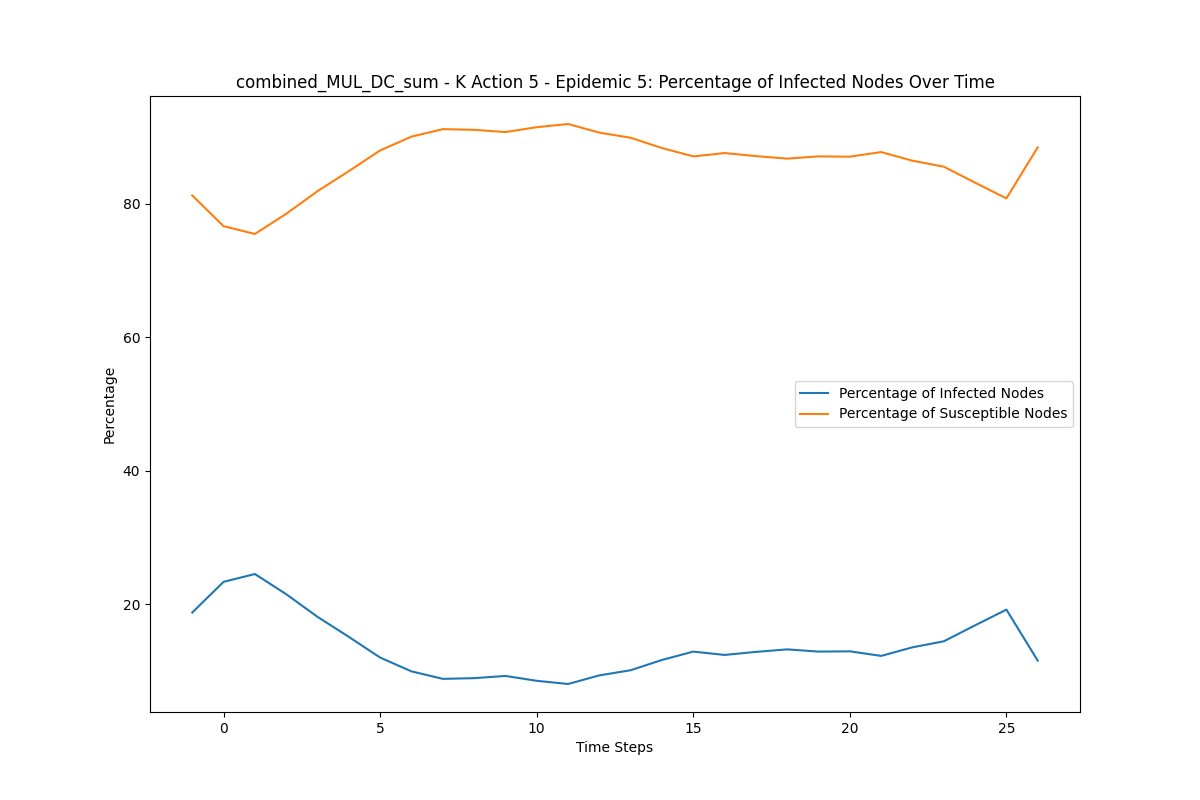 combined_MUL_DC_sum - K Action 5 - Epidemic 5: Percentage of Infected Nodes Over Time
80
60
40
20
Percentage
Percentage of Infected Nodes
Percentage of Susceptible Nodes
0 5 10 15 20 25
Time Steps